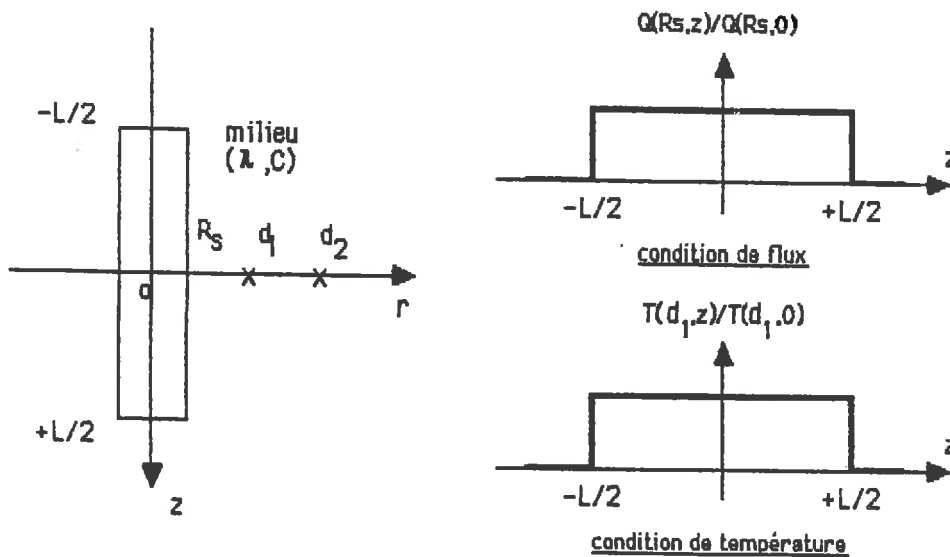 -L/2
milieu
(λ,C)
R_S d_1 d_2
o
r
+L/2
z
Q(Rs,z)/Q(Rs,0)
z
-L/2 +L/2
condition de flux
T(d_1,z)/T(d_1,0)
z
-L/2 +L/2
condition de température